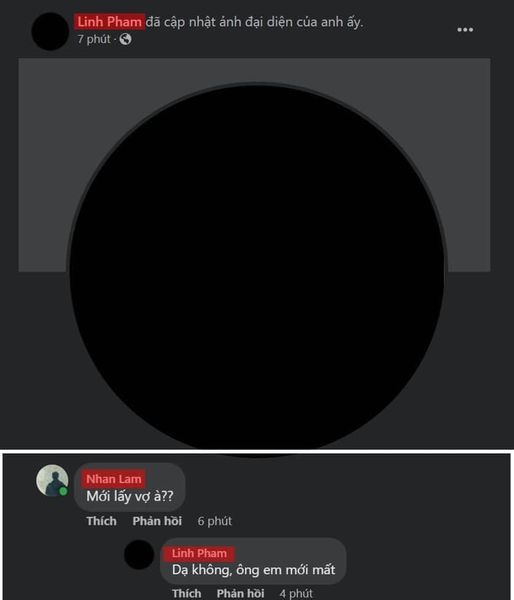 Linh Pham đã cập nhật ảnh đại diện của anh ấy.
7 phút ·
Nhan Lam
Mới lấy vợ à??
Thích Phản hồi 6 phút
Linh Pham
Dạ không, ông em mới mất
Thích Phản hồi 4 phút